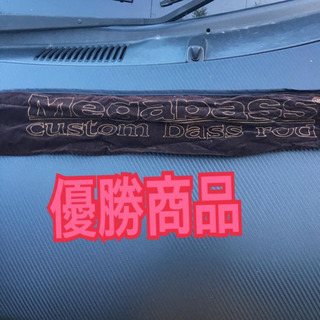 Megabass
custom bass rod
優勝商品